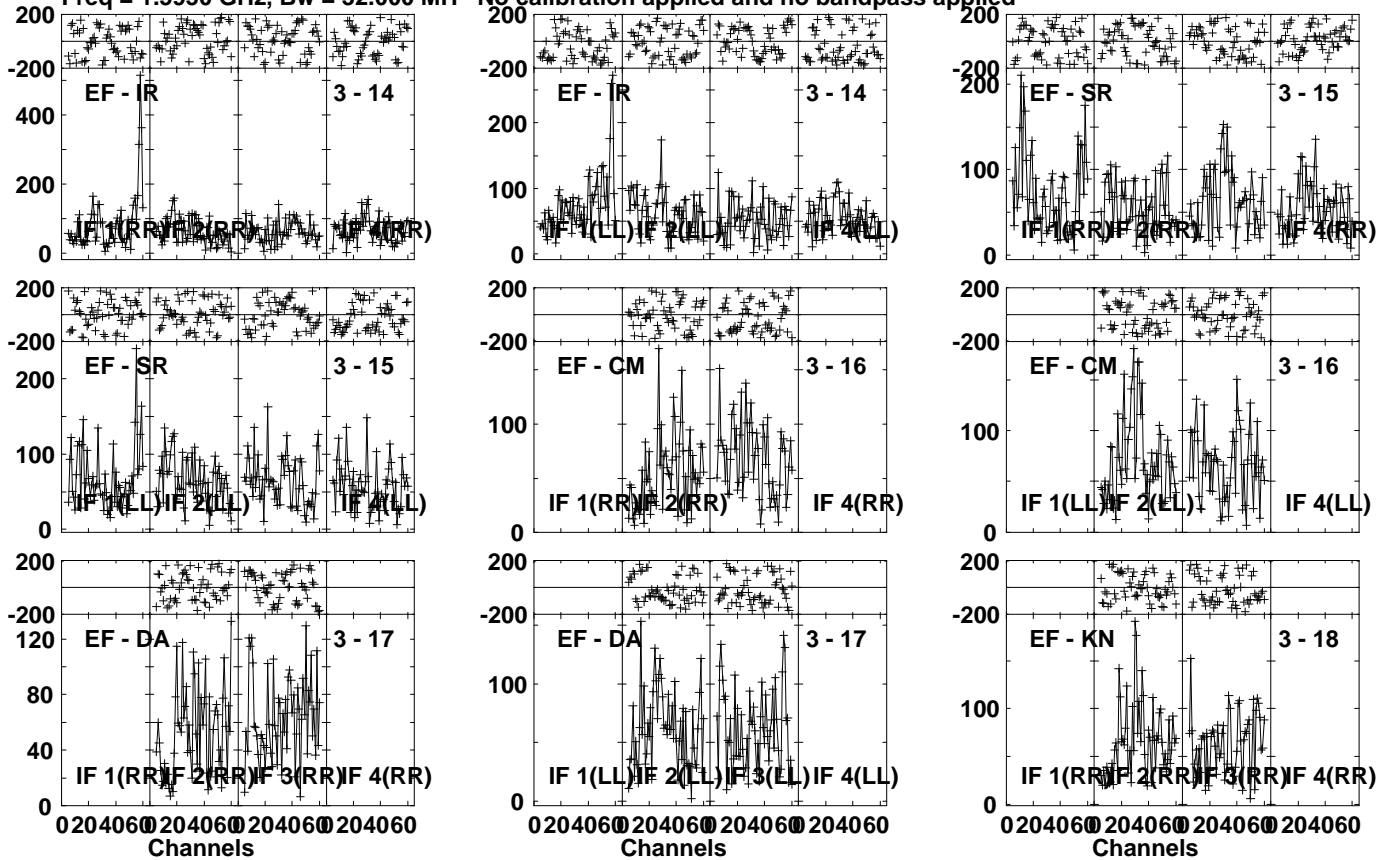 GHz, Bw = 32.000 MH No calibration applied and no bandpass applied
200
-200
EF - IR 3 - 14
400
200
0
IF 1(RR) IF 2(RR) IF 4(RR)
EF - IR 3 - 14
200
100
0
IF 1(LL) IF 2(LL) IF 4(LL)
200
-200
EF - SR 3 - 15
200
100
0
IF 1(RR) IF 2(RR) IF 4(RR)
200
-200
EF - SR 3 - 15
200
100
0
IF 1(LL) IF 2(LL) IF 4(LL)
200
-200
EF - CM 3 - 16
100
0
IF 1(RR) IF 2(RR) IF 4(RR)
200
-200
EF - CM 3 - 16
100
0
IF 1(LL) IF 2(LL) IF 4(LL)
200
-200
EF - DA 3 - 17
120
80
40
0
IF 1(RR) IF 2(RR) IF 3(RR) IF 4(RR)
0 20 40 60 0 20 40 60 0 20 40 60 0 20 40 60
Channels
200
-200
EF - DA 3 - 17
100
0
IF 1(LL) IF 2(LL) IF 3(LL) IF 4(LL)
0 20 40 60 0 20 40 60 0 20 40 60 0 20 40 60
Channels
200
-200
EF - KN 3 - 18
100
0
IF 1(RR) IF 2(RR) IF 3(RR) IF 4(RR)
0 20 40 60 0 20 40 60 0 20 40 60 0 20 40 60
Channels